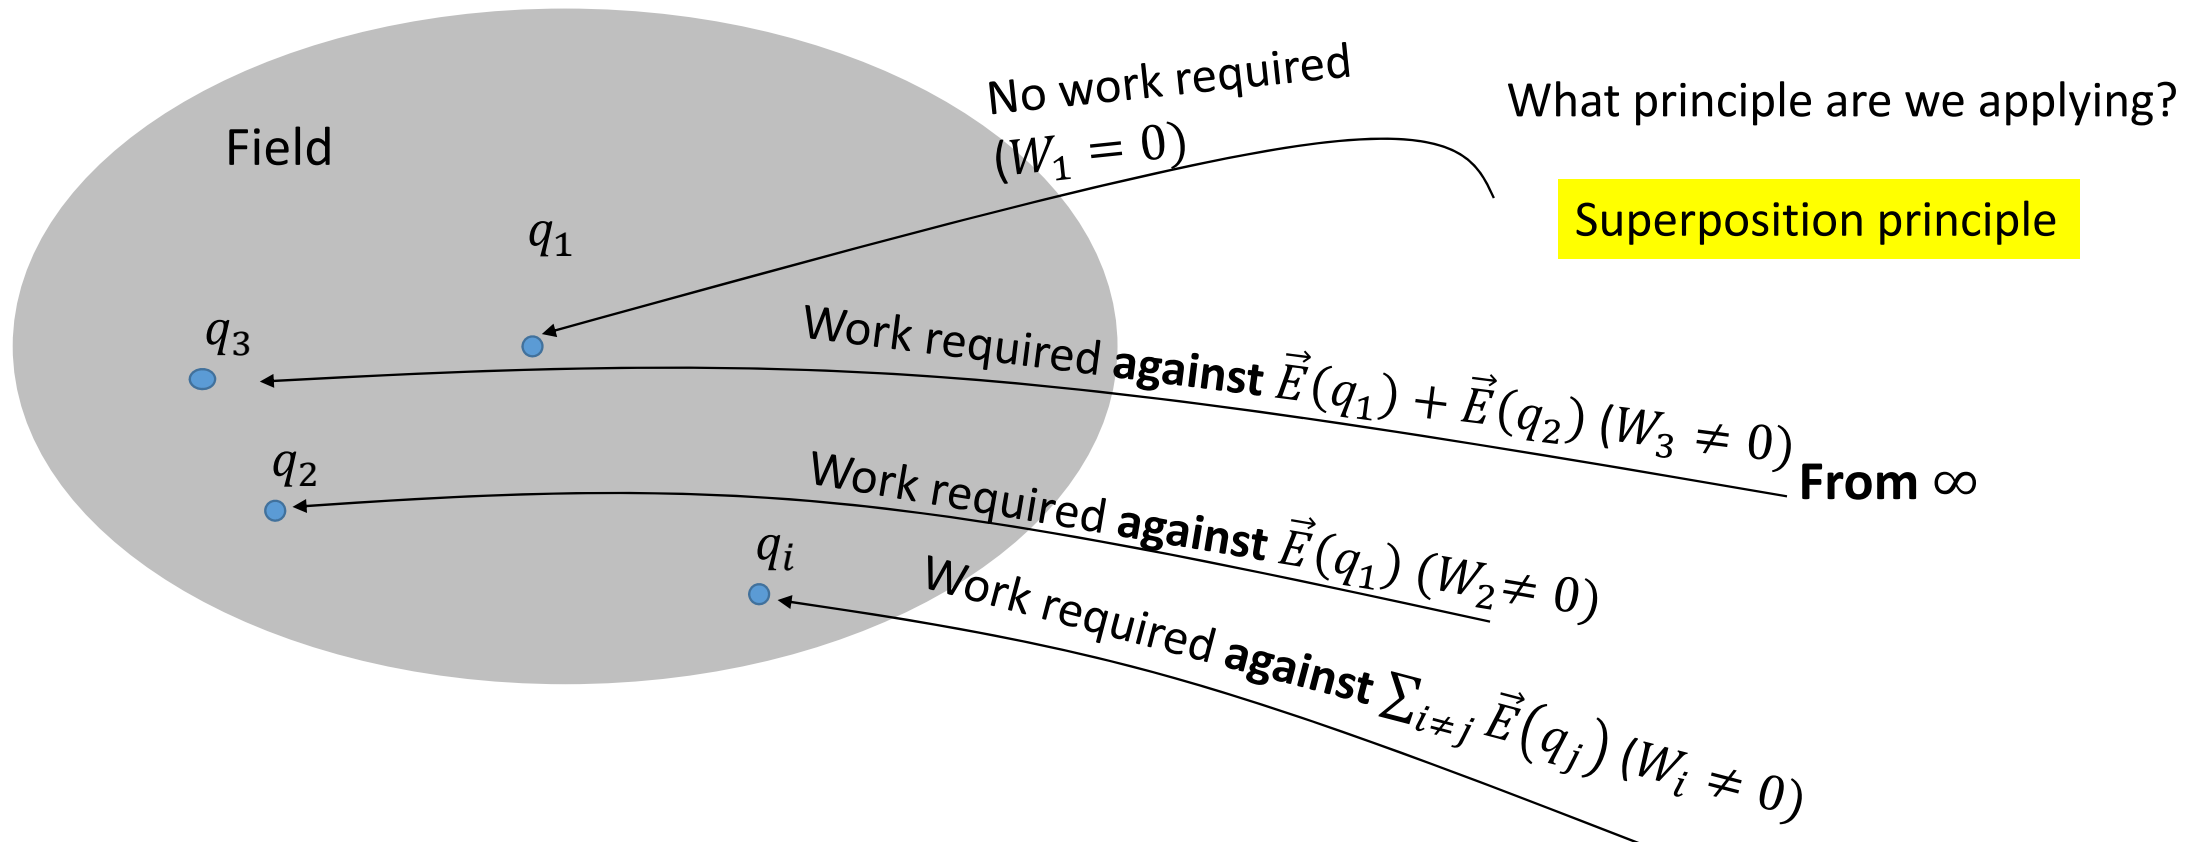 No work required
(𝑊₁ = 0)
What principle are we applying?
Superposition principle
Field
𝑞₁
𝑞₃
Work required against 𝐸⃗(𝑞₁) + 𝐸⃗(𝑞₂) (𝑊₃ ≠ 0)
From ∞
𝑞₂
Work required against 𝐸⃗(𝑞₁) (𝑊₂≠ 0)
𝑞ᵢ
Work required against ∑ᵢ≠ⱼ 𝐸⃗(𝑞ⱼ) (𝑊ᵢ ≠ 0)